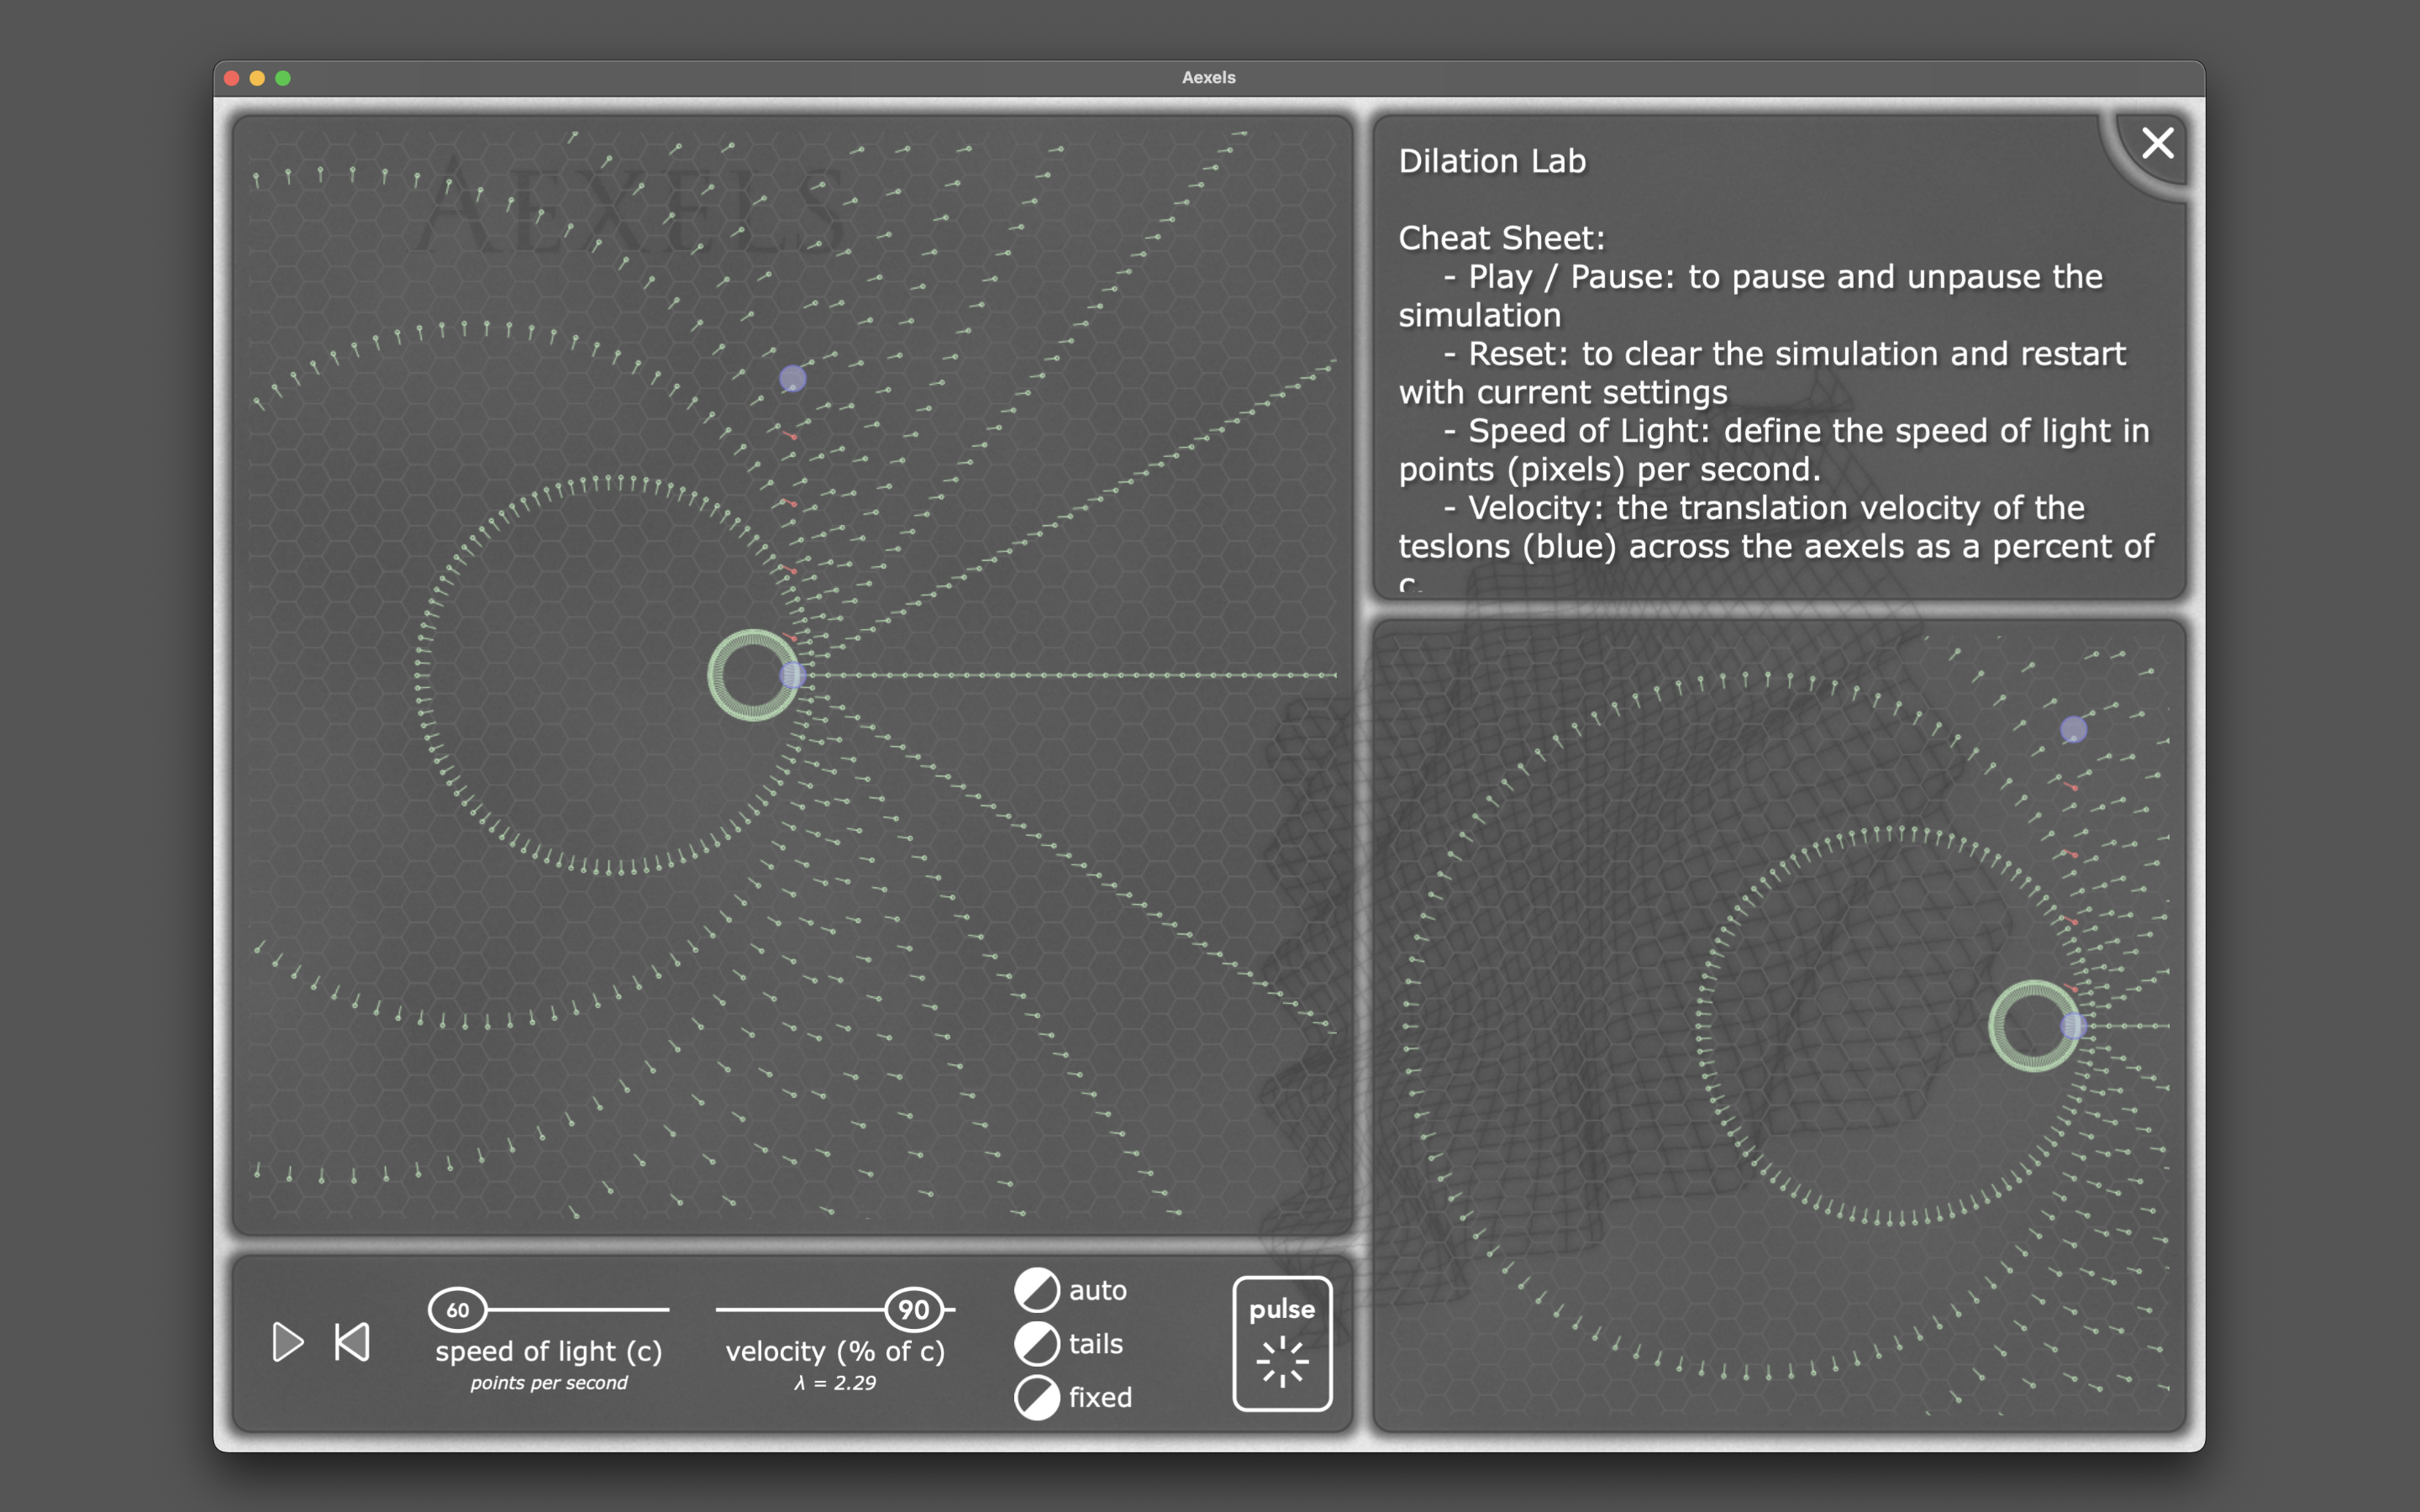 Aexels
AEXELS
Dilation Lab
Cheat Sheet:
- Play / Pause: to pause and unpause the
simulation
- Reset: to clear the simulation and restart
with current settings
- Speed of Light: define the speed of light in
points (pixels) per second.
- Velocity: the translation velocity of the
teslons (blue) across the aexels as a percent of
c.
60
speed of light (c)
points per second
90
velocity (% of c)
λ = 2.29
auto
tails
fixed
pulse